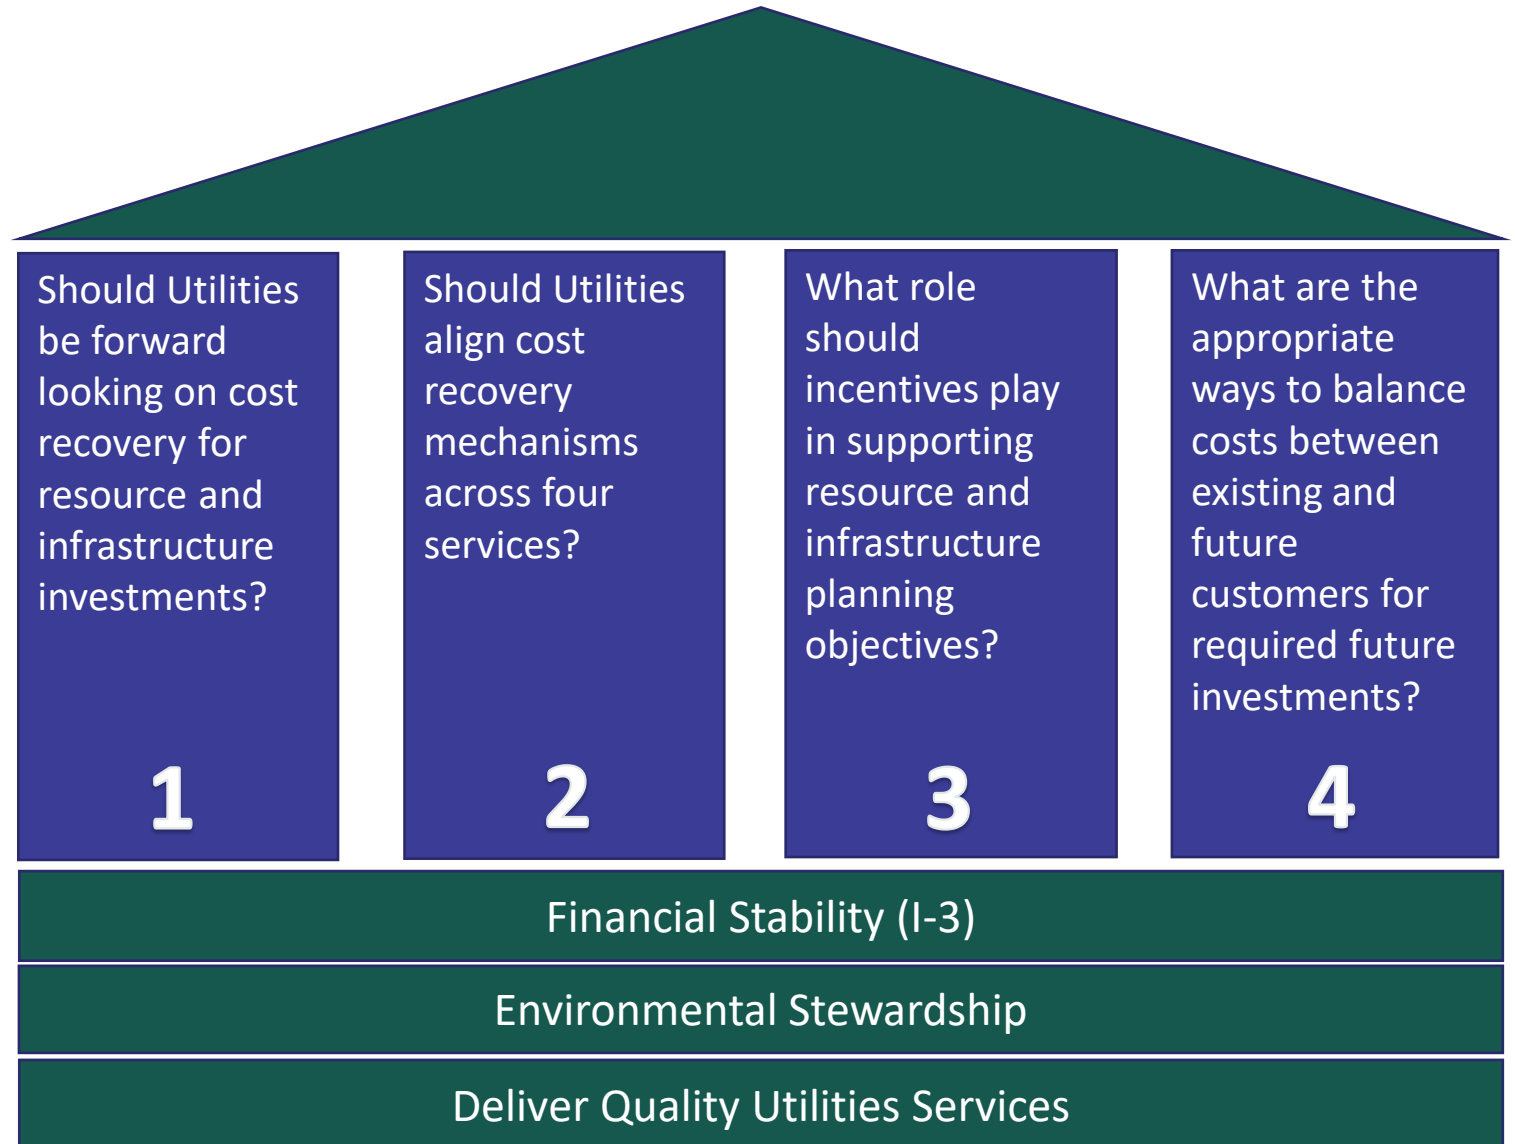 Should Utilities
be forward
looking on cost
recovery for
resource and
infrastructure
investments?
1
Should Utilities
align cost
recovery
mechanisms
across four
services?
2
What role
should
incentives play
in supporting
resource and
infrastructure
planning
objectives?
3
What are the
appropriate
ways to balance
costs between
existing and
future
customers for
required future
investments?
4
Financial Stability (I-3)
Environmental Stewardship
Deliver Quality Utilities Services